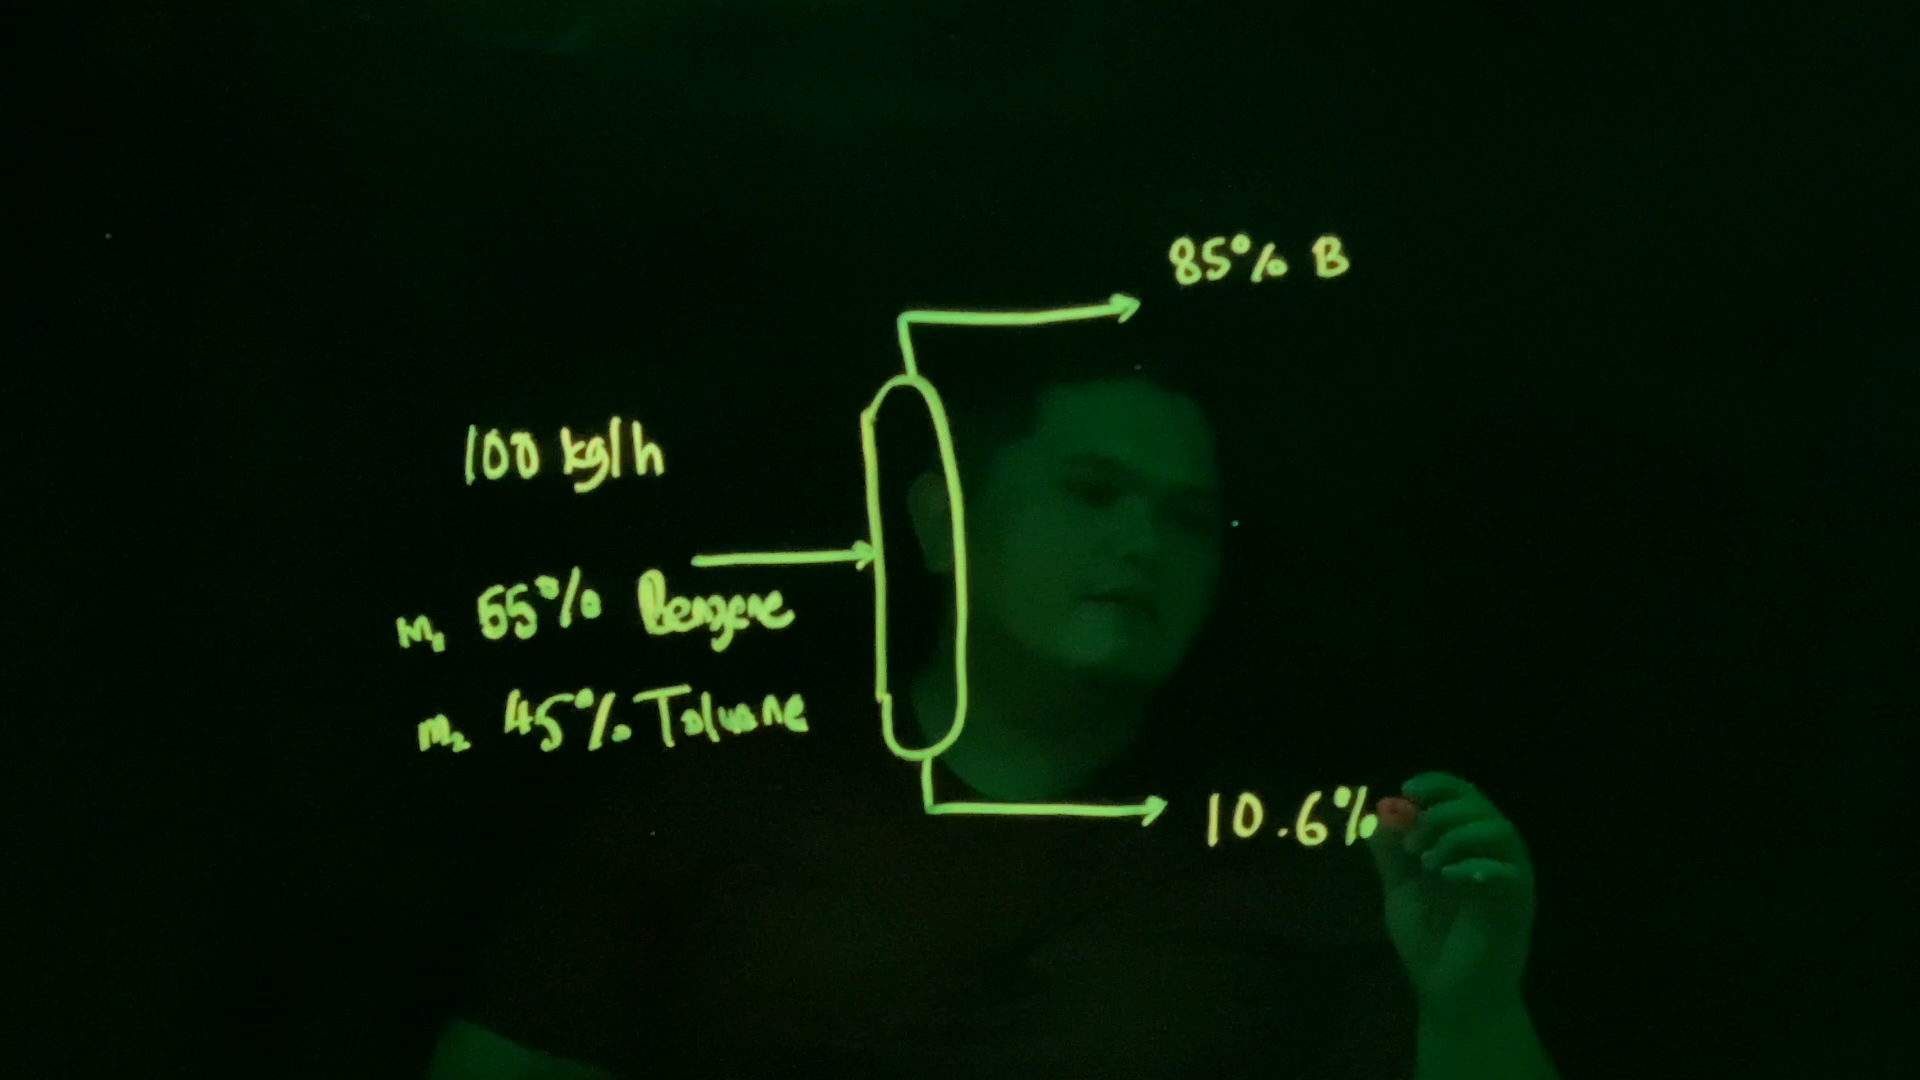 85% B
100 kg/h
m₁ 55% Benzene
m₂ 45% Toluene
10.6%